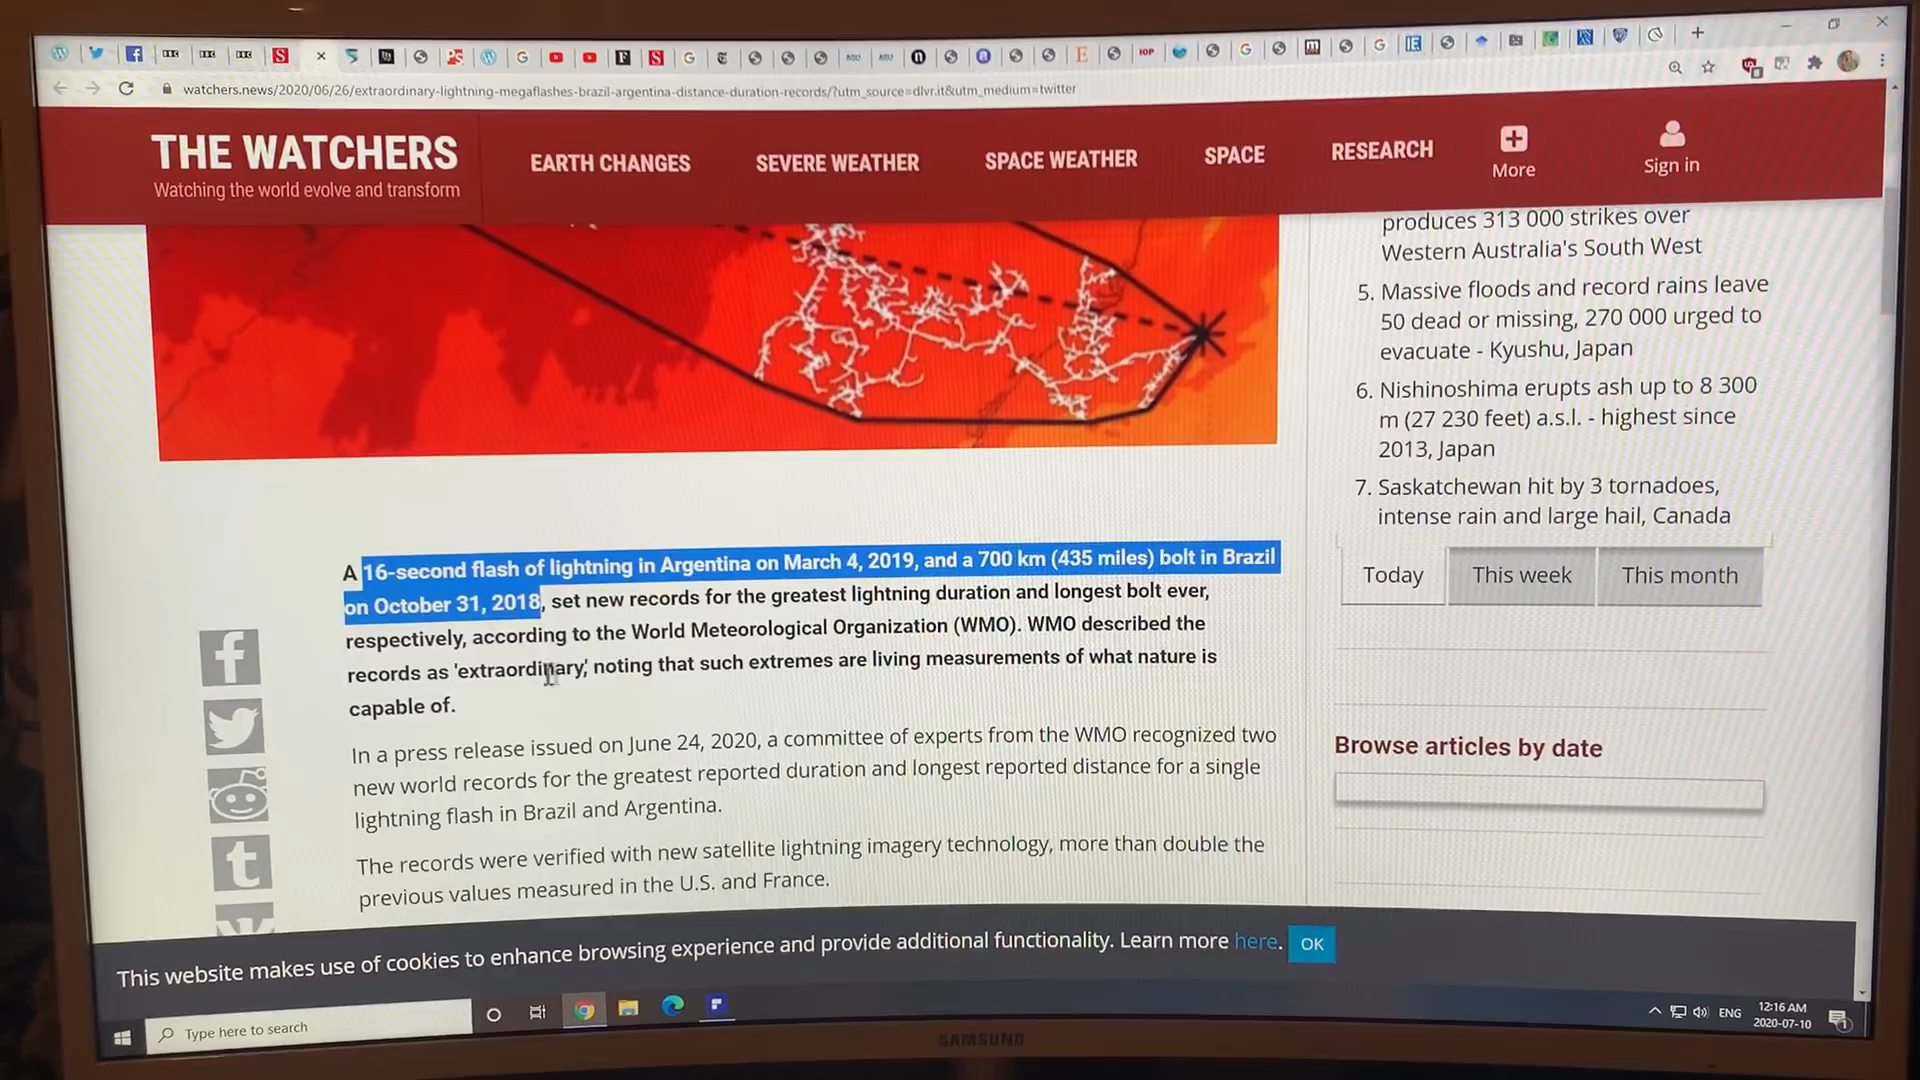 watchers.news/2020/06/26/extraordinary-lightning-megaflashes-brazil-argentina-distance-duration-records/?utm_source=dlvr.it&utm_medium=twitter
THE WATCHERS
Watching the world evolve and transform
EARTH CHANGES
SEVERE WEATHER
SPACE WEATHER
SPACE
RESEARCH
More
Sign in
A 16-second flash of lightning in Argentina on March 4, 2019, and a 700 km (435 miles) bolt in Brazil
on October 31, 2018, set new records for the greatest lightning duration and longest bolt ever,
respectively, according to the World Meteorological Organization (WMO). WMO described the
records as 'extraordinary,' noting that such extremes are living measurements of what nature is
capable of.
In a press release issued on June 24, 2020, a committee of experts from the WMO recognized two
new world records for the greatest reported duration and longest reported distance for a single
lightning flash in Brazil and Argentina.
The records were verified with new satellite lightning imagery technology, more than double the
previous values measured in the U.S. and France.
produces 313 000 strikes over
Western Australia's South West
5. Massive floods and record rains leave
50 dead or missing, 270 000 urged to
evacuate - Kyushu, Japan
6. Nishinoshima erupts ash up to 8 300
m (27 230 feet) a.s.l. - highest since
2013, Japan
7. Saskatchewan hit by 3 tornadoes,
intense rain and large hail, Canada
Today
This week
This month
Browse articles by date
This website makes use of cookies to enhance browsing experience and provide additional functionality. Learn more here.
OK
Type here to search
ENG
12:16 AM
2020-07-10
SAMSUNG